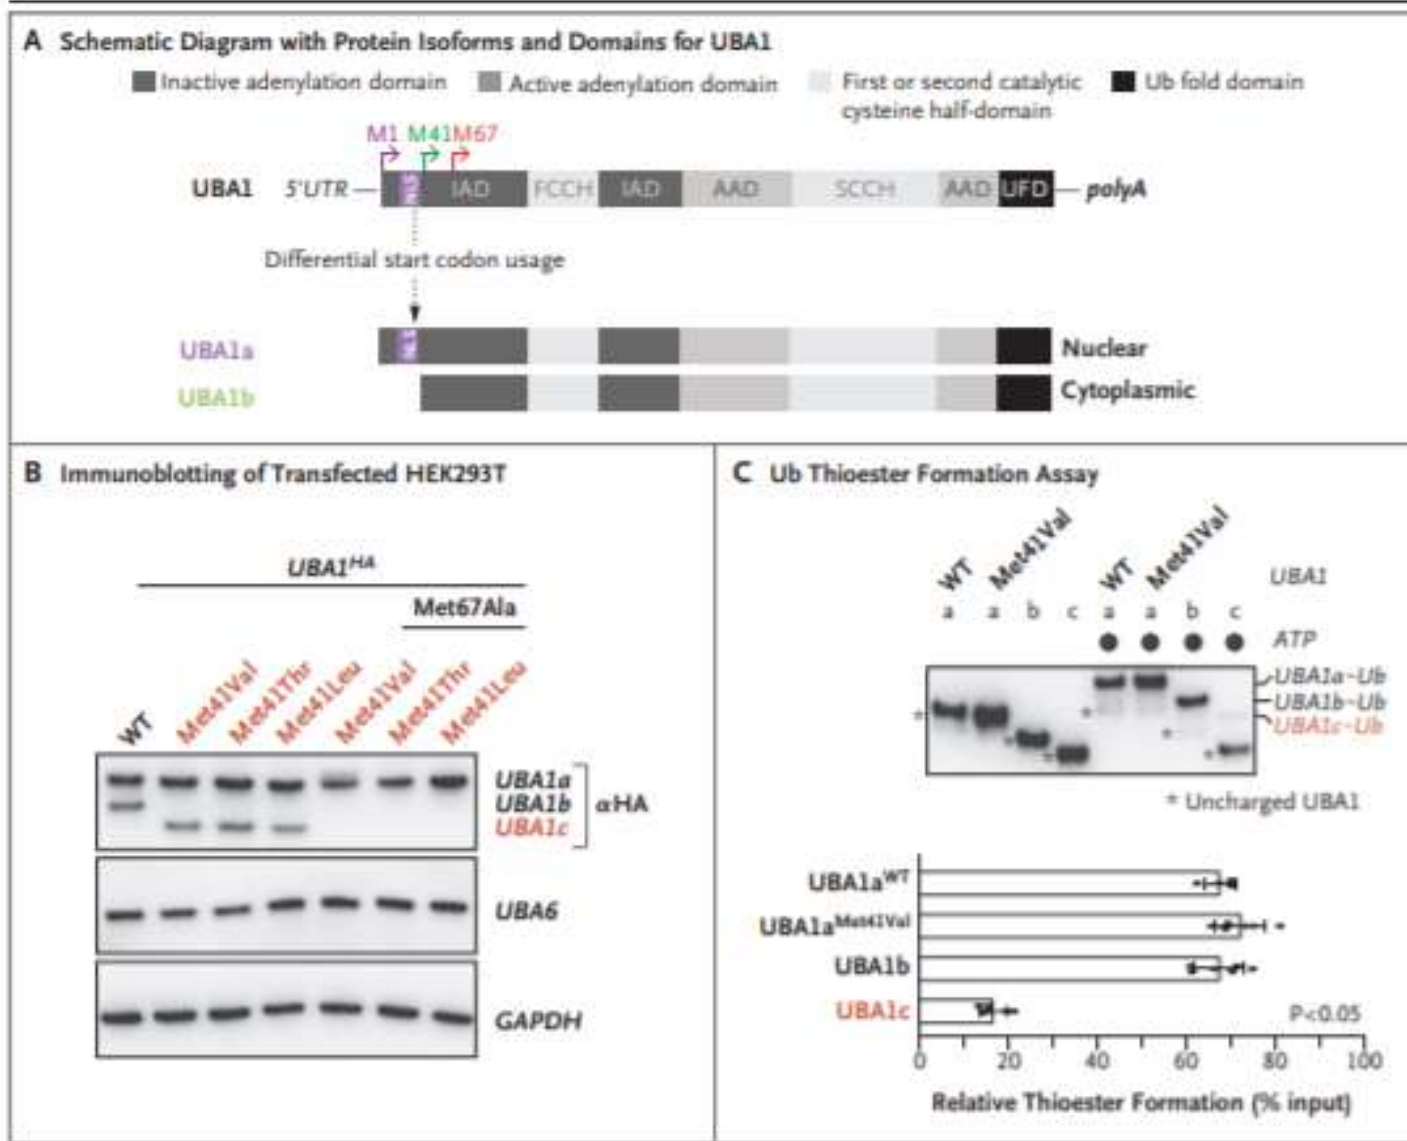 A Schematic Diagram with Protein Isoforms and Domains for UBA1
Inactive adenylation domain
Active adenylation domain
First or second catalytic
cysteine half-domain
Ub fold domain
M1 M41 M67
UBA1 5'UTR NLS IAD FCCH IAD AAD SCCH AAD UFD polyA
Differential start codon usage
UBA1a NLS Nuclear
UBA1b Cytoplasmic
B Immunoblotting of Transfected HEK293T
UBA1HA
Met67Ala
WT Met41Val Met41Thr Met41Leu Met41Val Met41Thr Met41Leu
UBA1a
UBA1b
αHA
UBA1c
UBA6
GAPDH
C Ub Thioester Formation Assay
WT Met41Val WT Met41Val UBA1
a a b c a a b c
ATP
UBA1a~Ub
UBA1b~Ub
UBA1c~Ub
* * * * * *
* Uncharged UBA1
UBA1aWT
UBA1aMet41Val
UBA1b
UBA1c P<0.05
0 20 40 60 80 100
Relative Thioester Formation (% input)